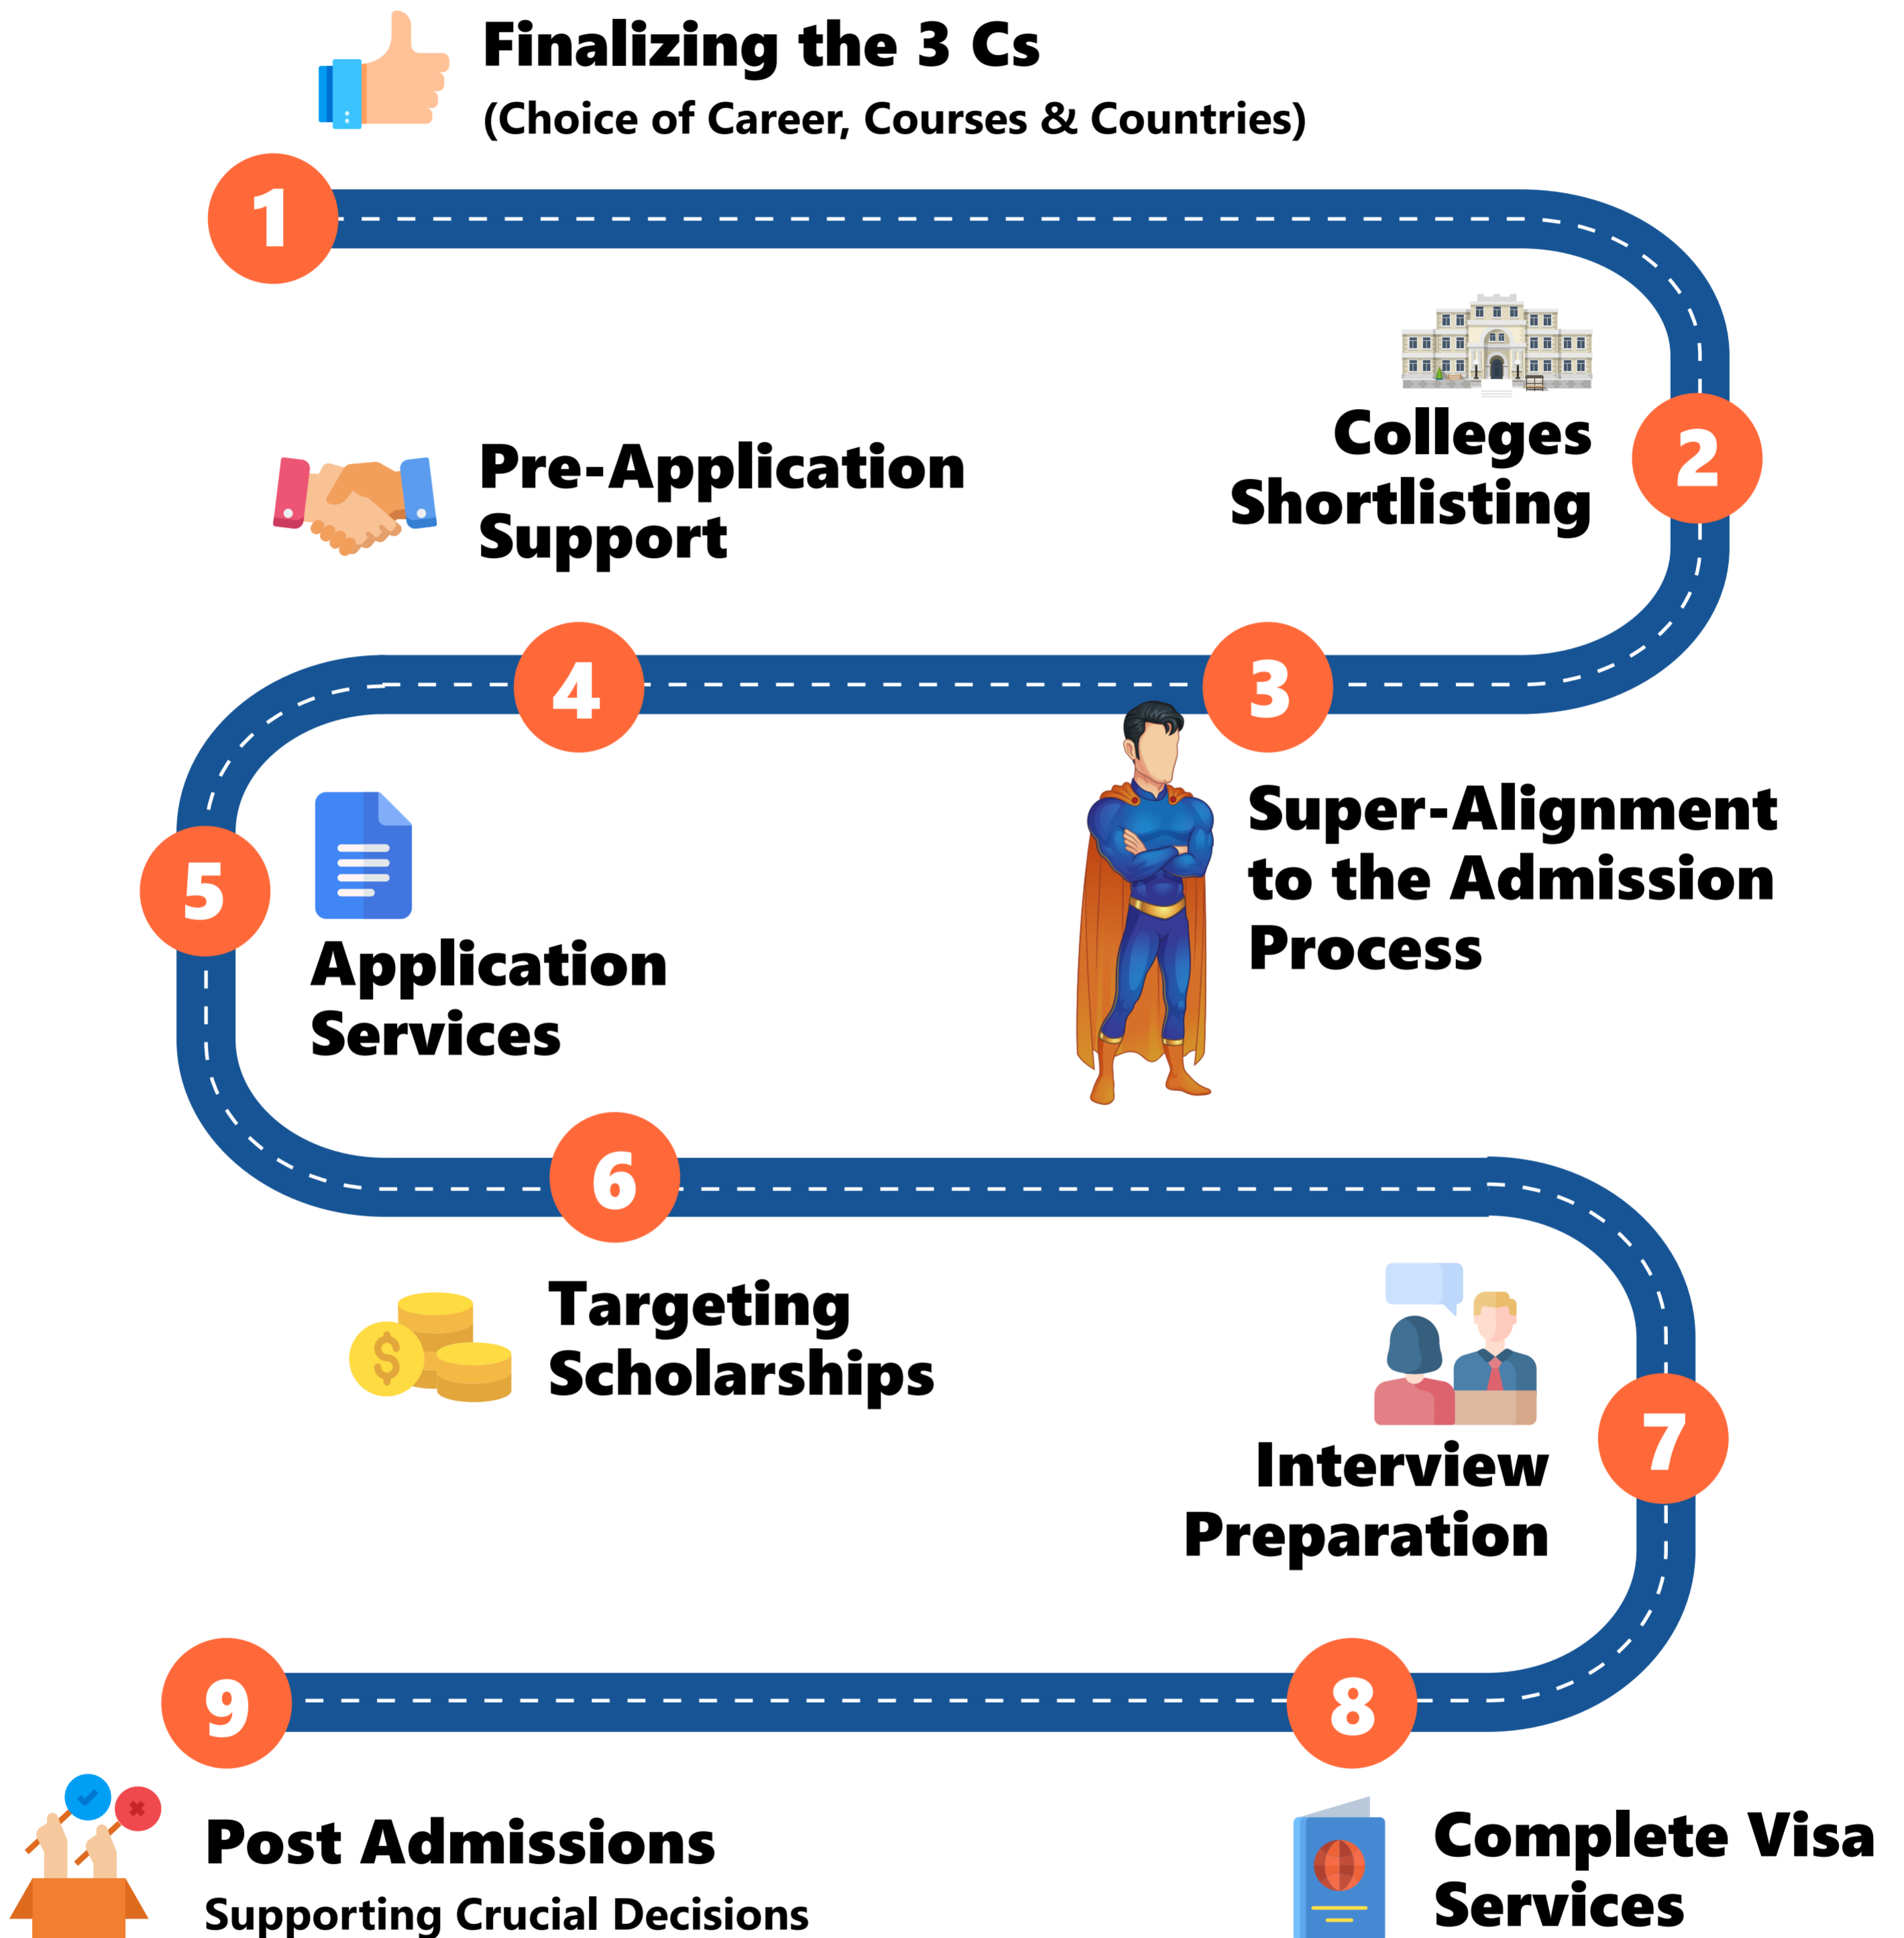 Finalizing the 3 Cs
(Choice of Career, Courses & Countries)
1
Colleges
Shortlisting
2
3
Super-Alignment
to the Admission
Process
Pre-Application
Support
4
5
Application
Services
6
Targeting
Scholarships
7
Interview
Preparation
8
Complete Visa
Services
9
Post Admissions
Supporting Crucial Decisions
$